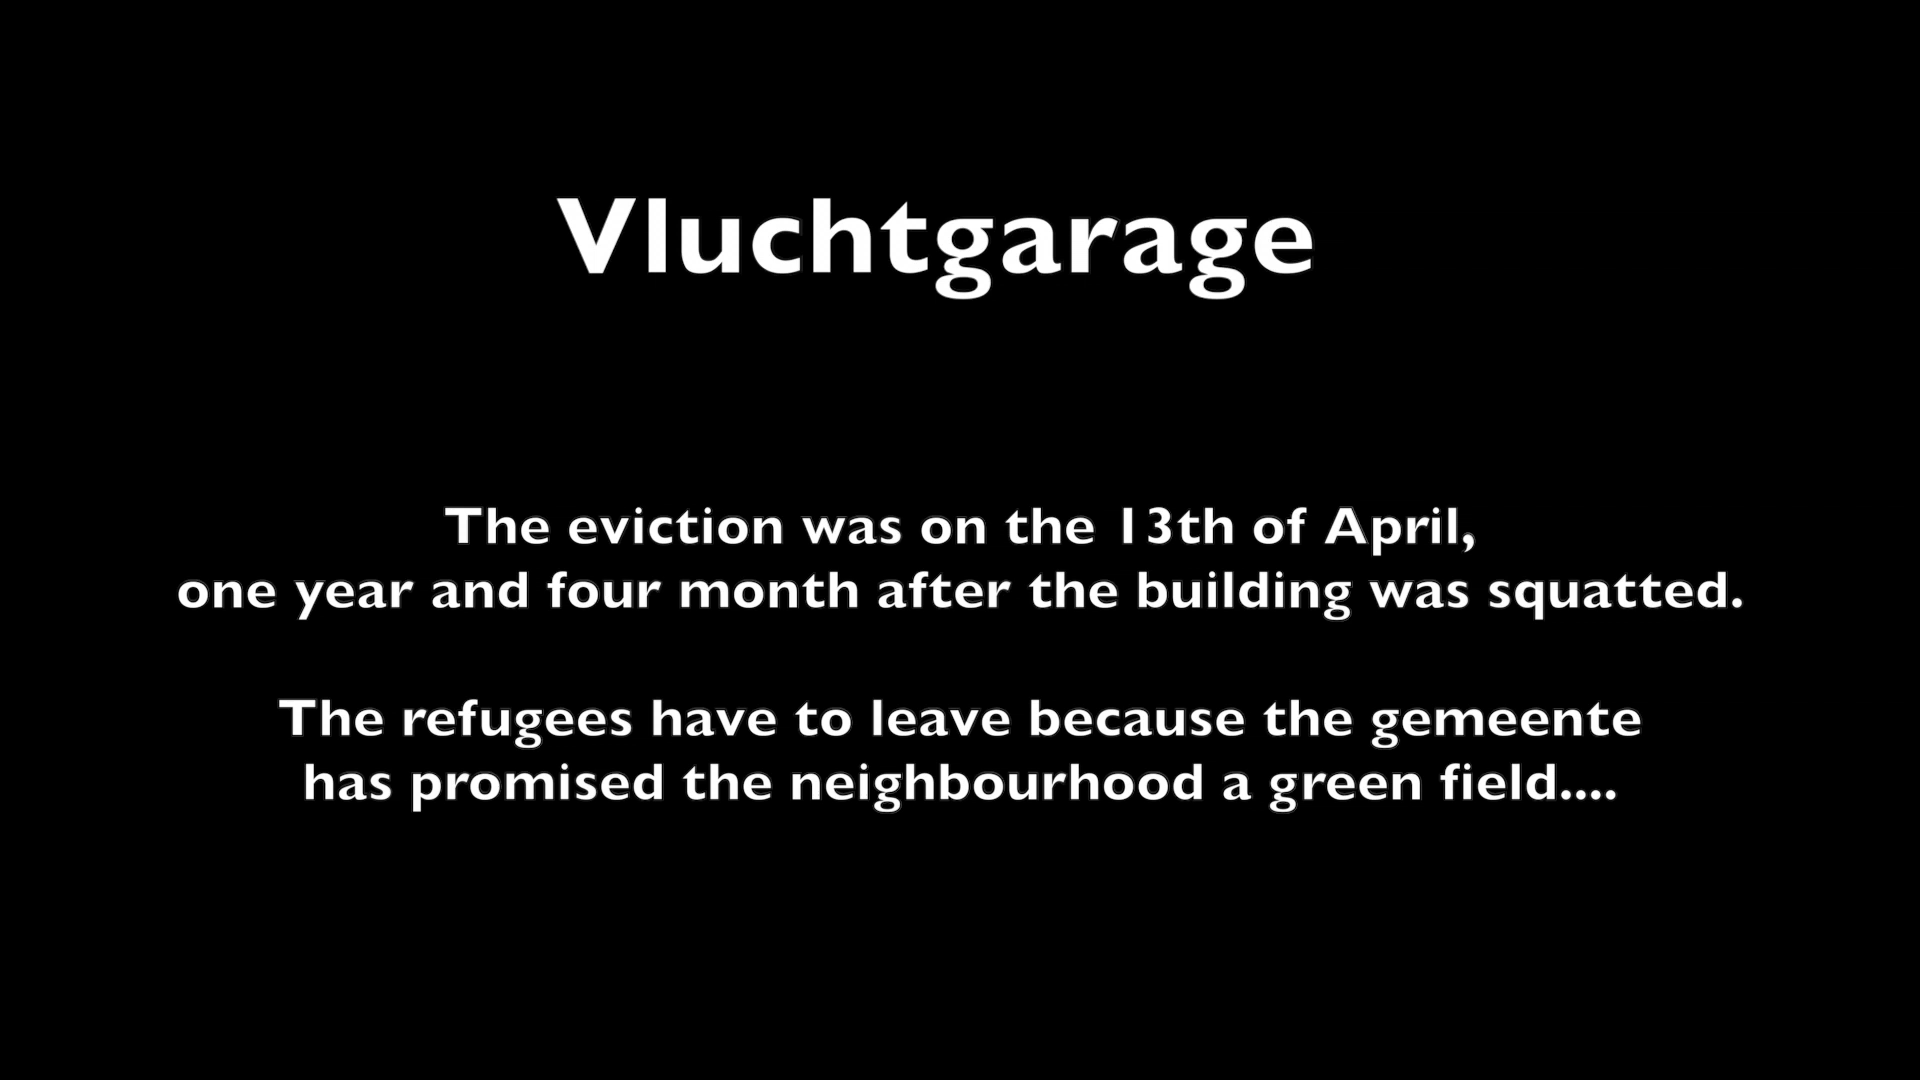 Vluchtgarage
The eviction was on the 13th of April,
one year and four month after the building was squatted.
The refugees have to leave because the gemeente
has promised the neighbourhood a green field....